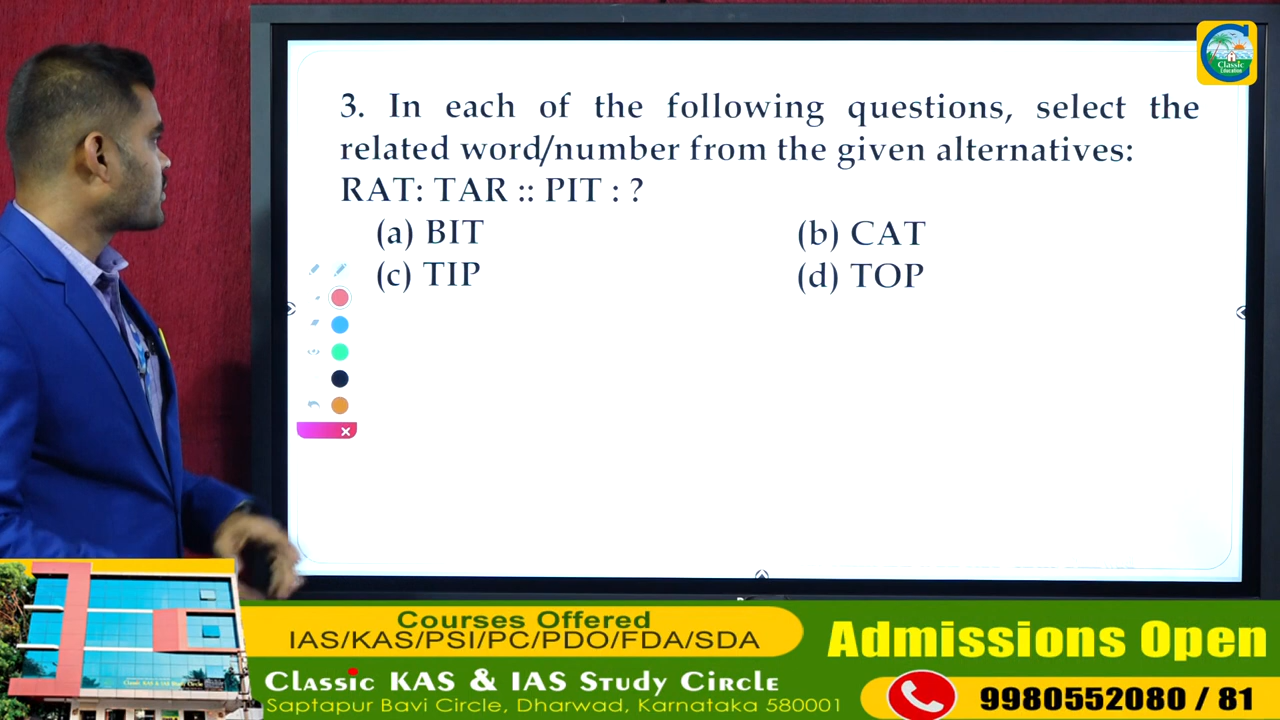 Classic
Education
3. In each of the following questions, select the
related word/number from the given alternatives:
RAT: TAR :: PIT : ?
(a) BIT
(b) CAT
(c) TIP
(d) TOP
Courses Offered
IAS/KAS/PSI/PC/PDO/FDA/SDA
Classic KAS & IAS Study Circle
Saptapur Bavi Circle, Dharwad, Karnataka 580001
Admissions Open
9980552080 / 81